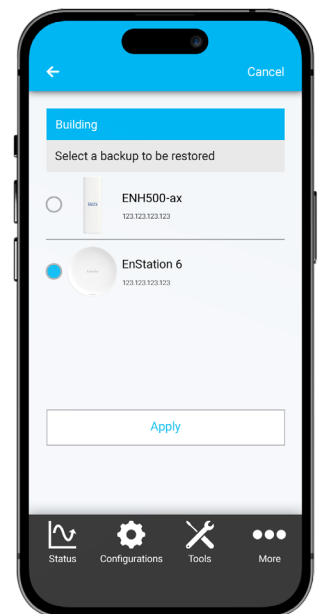 Cancel
Building
Select a backup to be restored
ENH500-ax
123.123.123.123
EnStation 6
123.123.123.123
Apply
Status Configurations Tools More